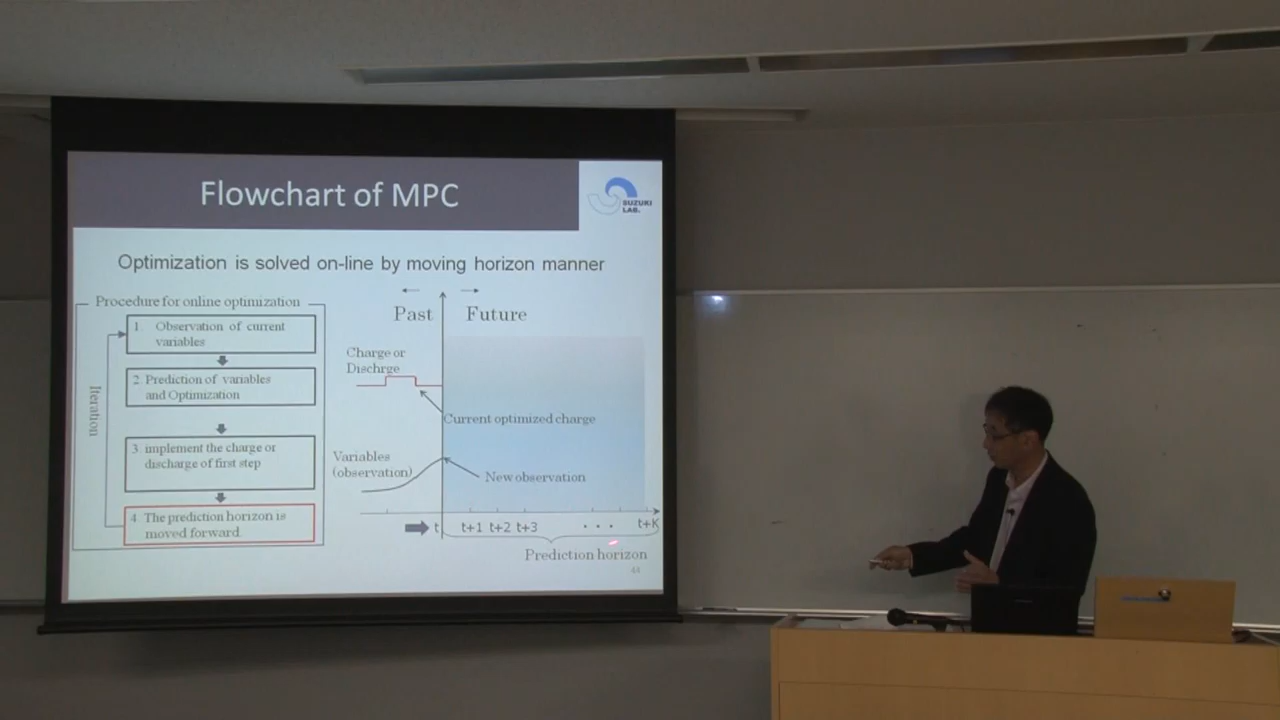 Flowchart of MPC
SUZUKI
LAB.
Optimization is solved on-line by moving horizon manner
Procedure for online optimization
1. Observation of current
variables
2. Prediction of variables
and Optimization
3. implement the charge or
discharge of first step
4. The prediction horizon is
moved forward.
Iteration
Past
Future
Charge or
Dischrge
Current optimized charge
Variables
(observation)
New observation
t
t+1 t+2 t+3
. . .
t+K
Prediction horizon
44